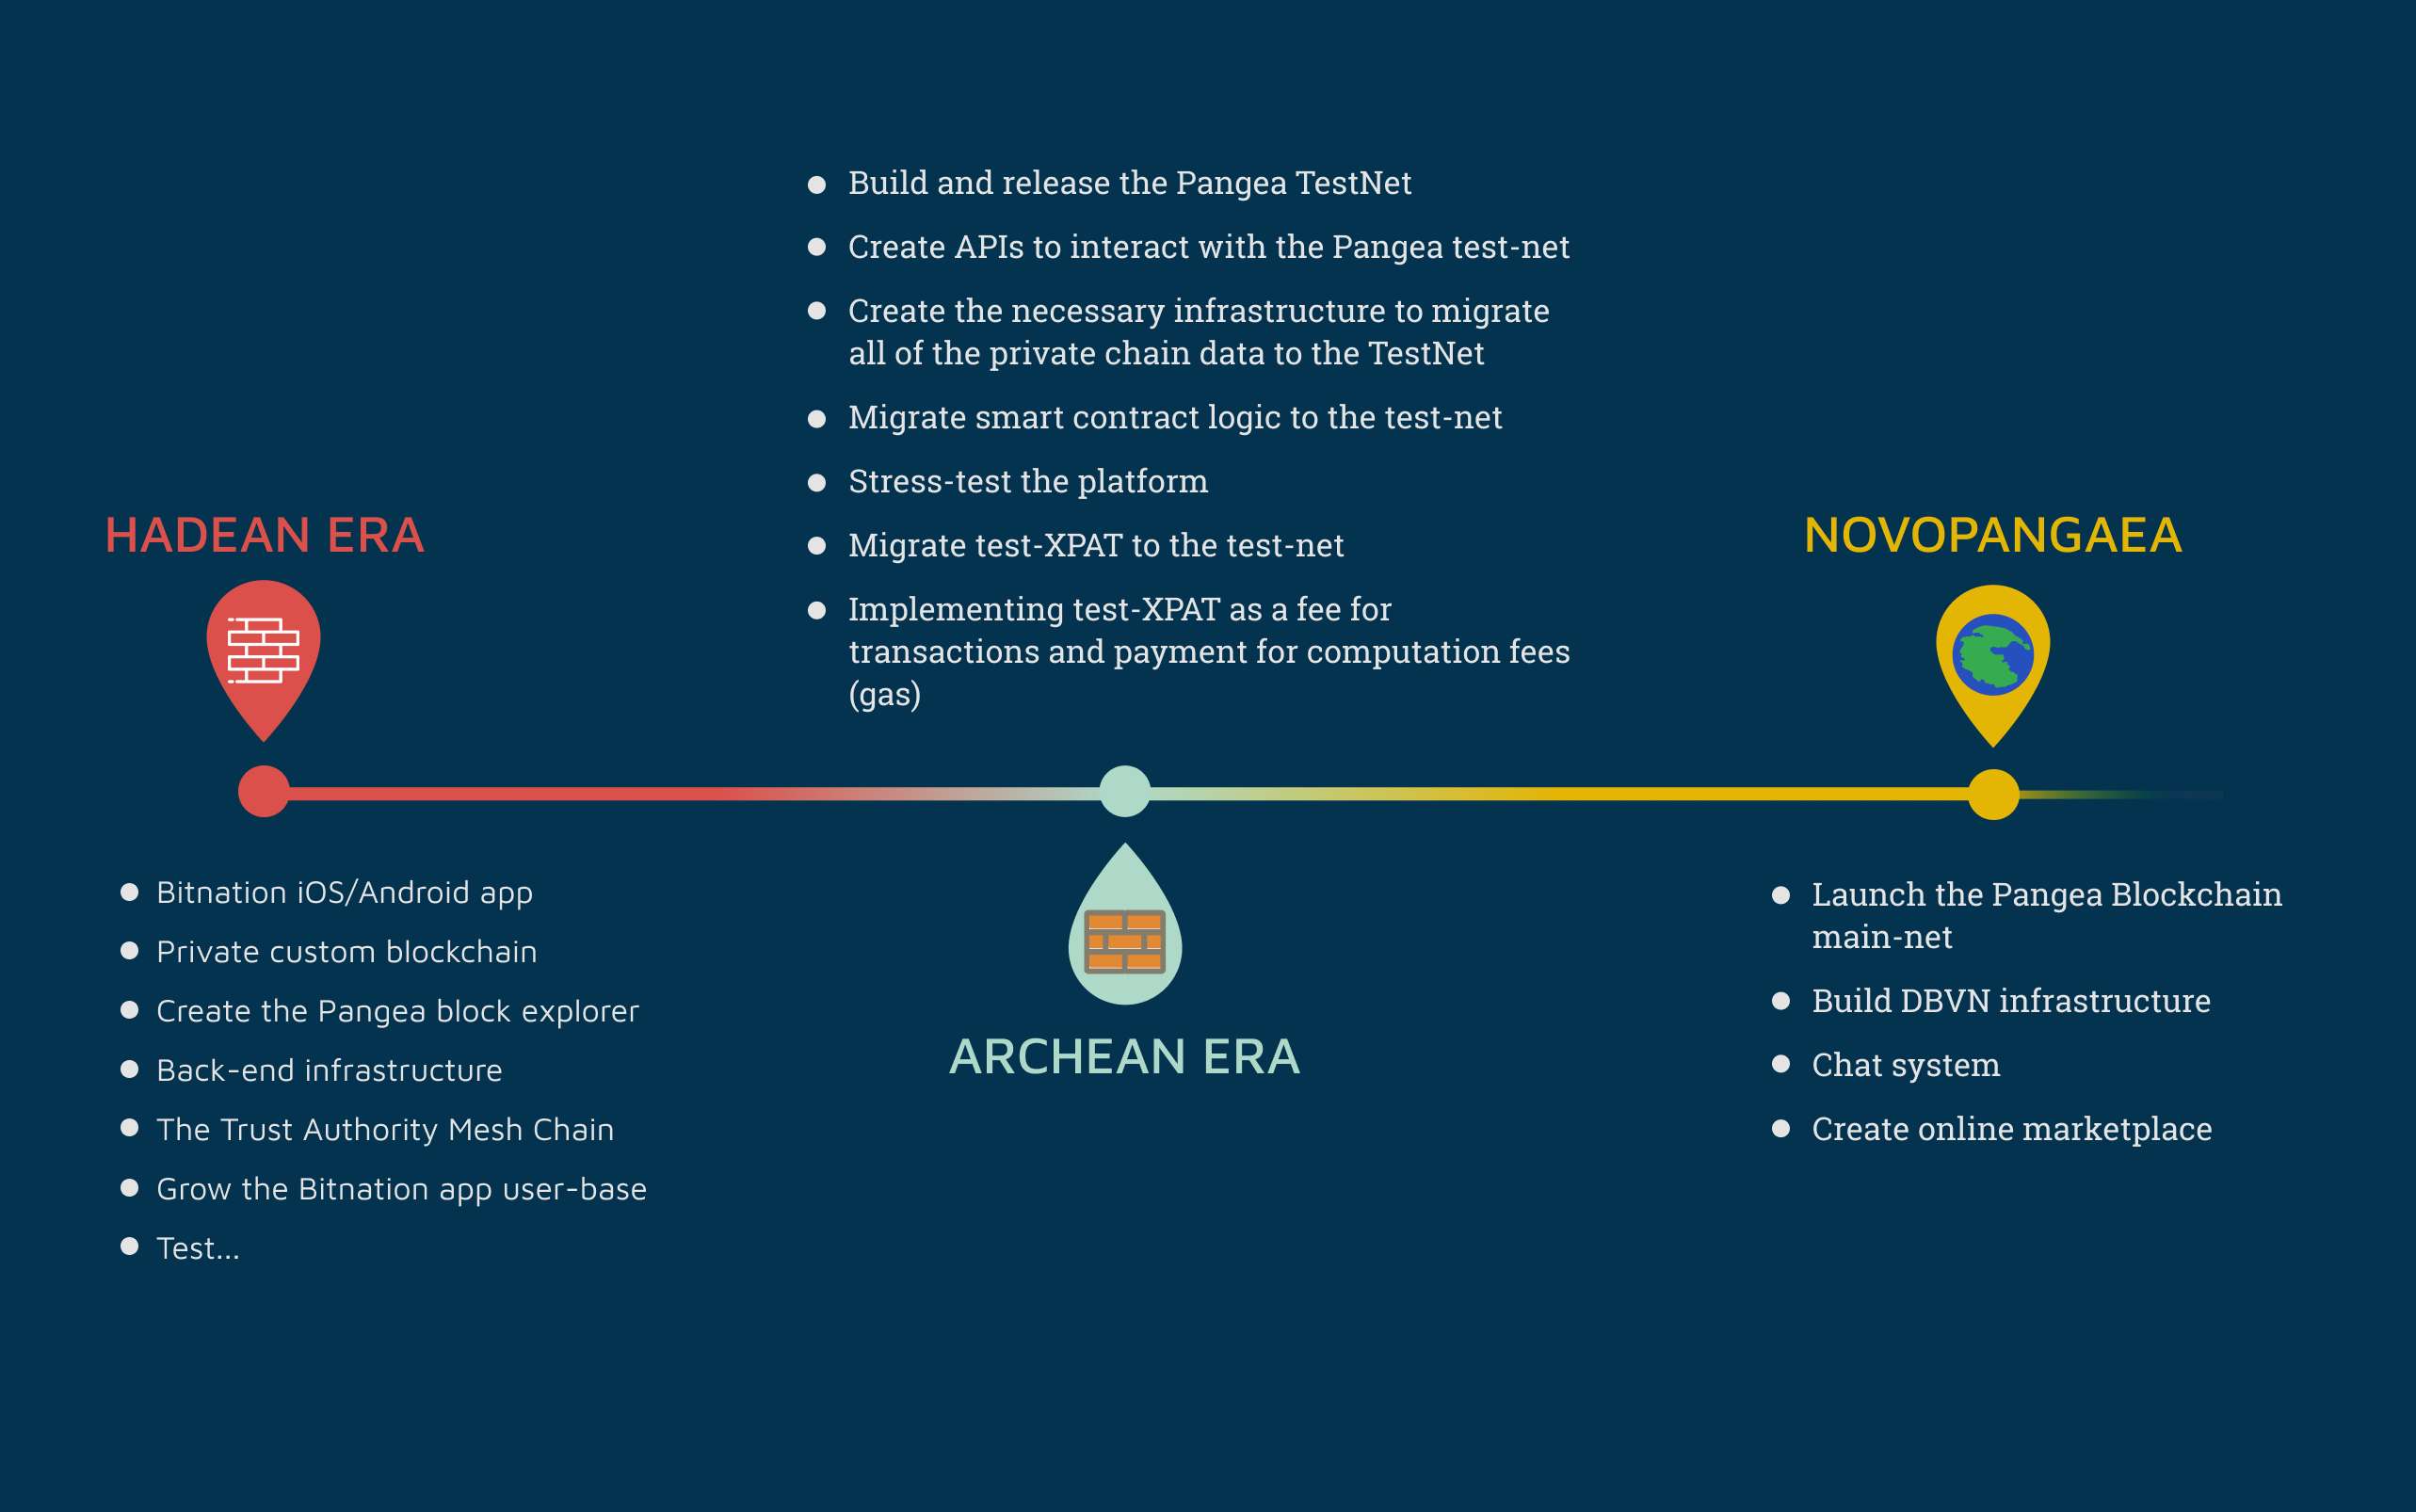 HADEAN ERA
Bitnation iOS/Android app
Private custom blockchain
Create the Pangea block explorer
Back-end infrastructure
The Trust Authority Mesh Chain
Grow the Bitnation app user-base
Test...
Build and release the Pangea TestNet
Create APIs to interact with the Pangea test-net
Create the necessary infrastructure to migrate
all of the private chain data to the TestNet
Migrate smart contract logic to the test-net
Stress-test the platform
Migrate test-XPAT to the test-net
Implementing test-XPAT as a fee for
transactions and payment for computation fees
(gas)
ARCHEAN ERA
NOVOPANGAEA
Launch the Pangea Blockchain
main-net
Build DBVN infrastructure
Chat system
Create online marketplace